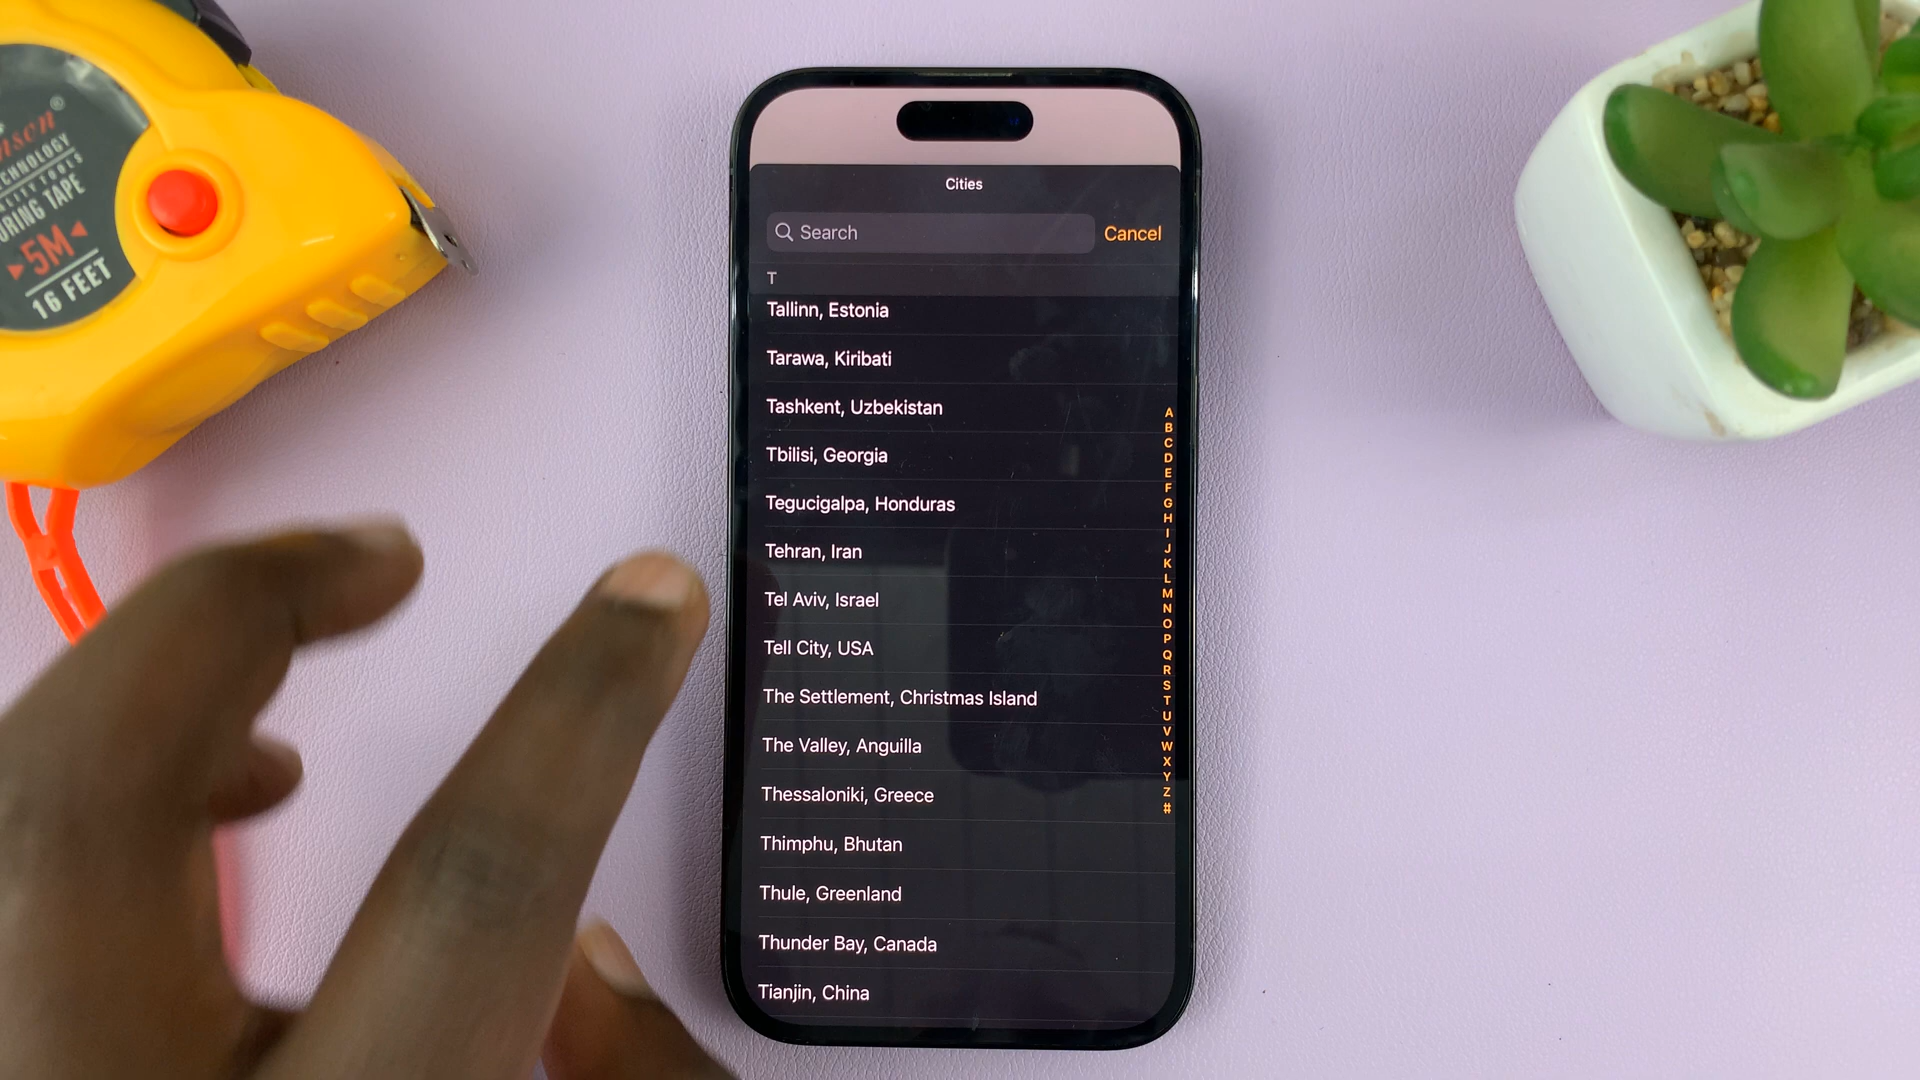 TECHNOLOGY
MEASURING TAPE
5M
16 FEET
Cities
Search
Cancel
T
Tallinn, Estonia
Tarawa, Kiribati
Tashkent, Uzbekistan
Tbilisi, Georgia
Tegucigalpa, Honduras
Tehran, Iran
Tel Aviv, Israel
Tell City, USA
The Settlement, Christmas Island
The Valley, Anguilla
Thessaloniki, Greece
Thimphu, Bhutan
Thule, Greenland
Thunder Bay, Canada
Tianjin, China
A
B
C
D
E
F
G
H
I
J
K
L
M
N
O
P
Q
R
S
T
U
V
W
X
Y
Z
#